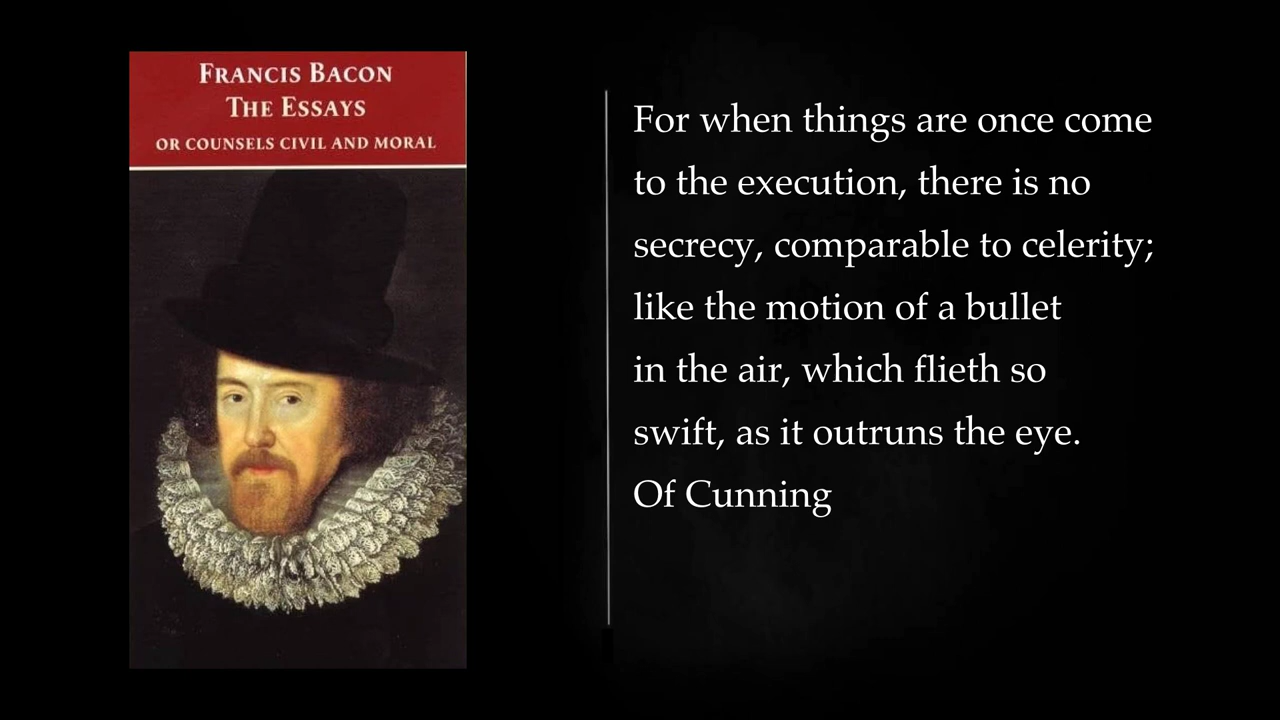 FRANCIS BACON
THE ESSAYS
OR COUNSELS CIVIL AND MORAL
For when things are once come
to the execution, there is no
secrecy, comparable to celerity;
like the motion of a bullet
in the air, which flieth so
swift, as it outruns the eye.
Of Cunning